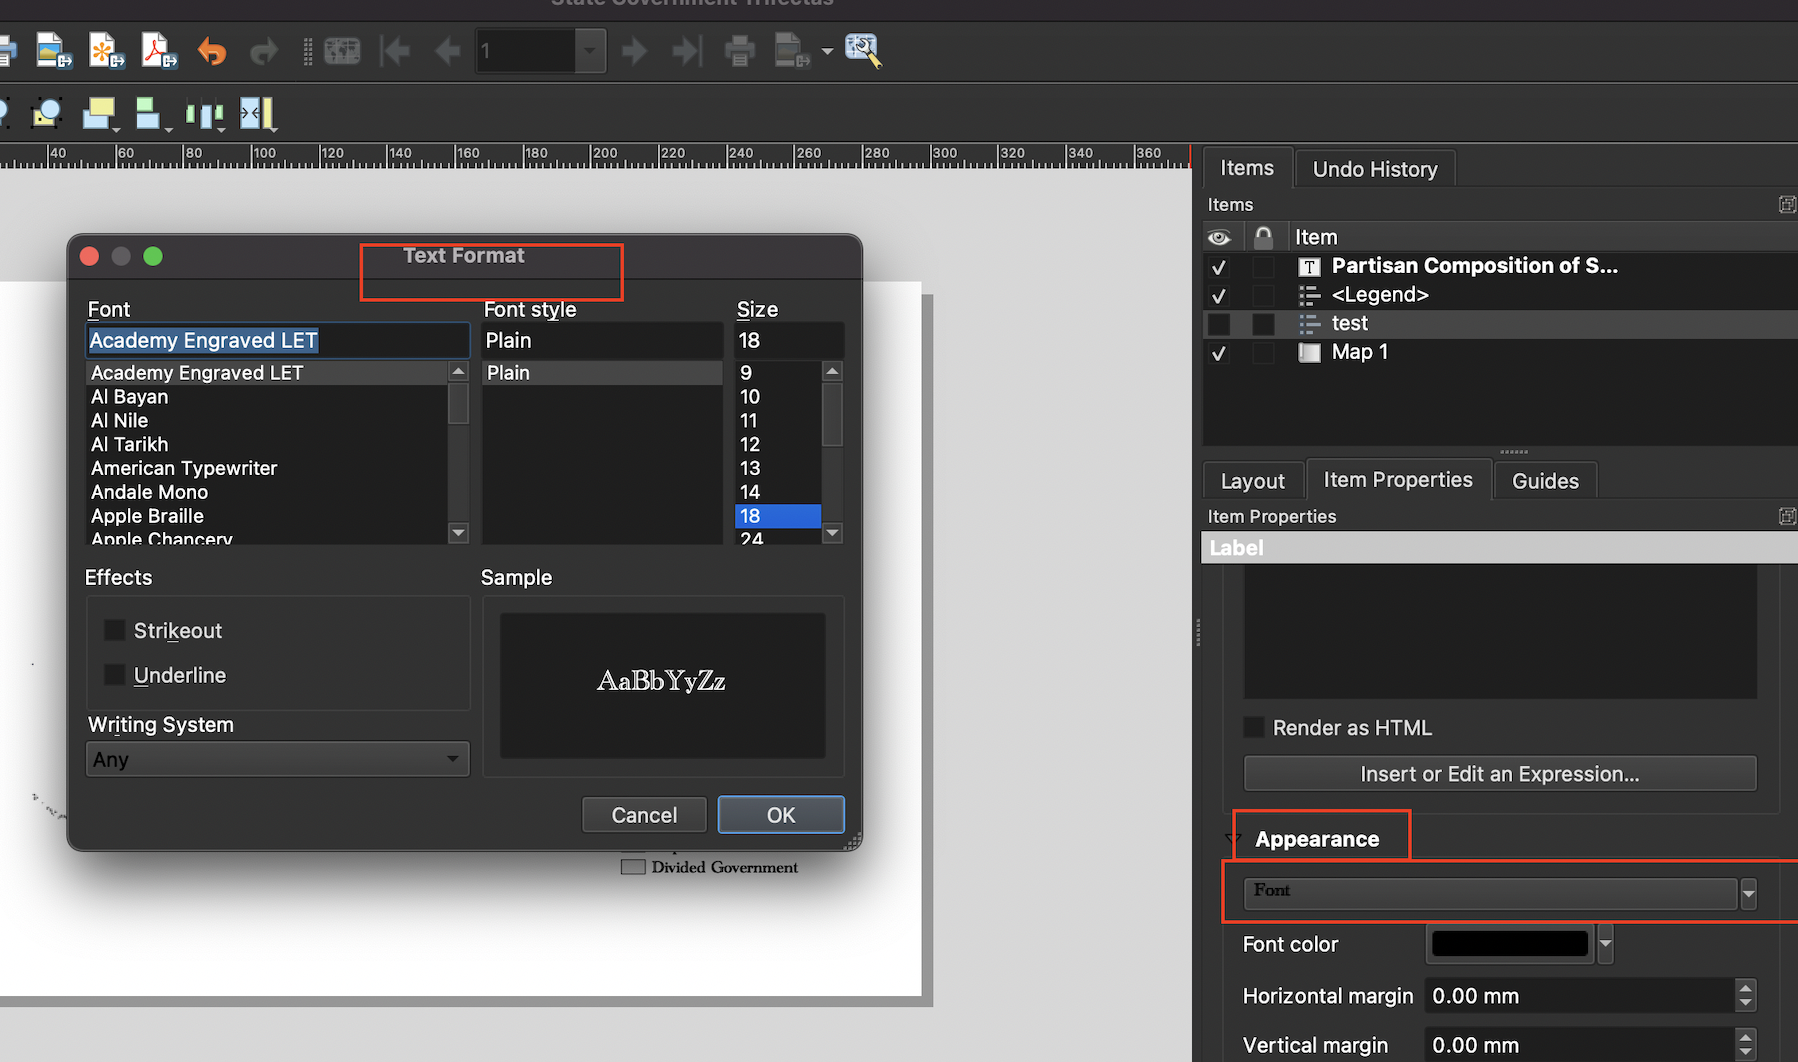 State Government Trifectas
1
40 60 80 100 120 140 160 180 200 220 240 260 280 300 320 340 360
Items
Undo History
Items
Item
Partisan Composition of S...
<Legend>
test
Map 1
Text Format
Font
Font style
Size
Academy Engraved LET
Plain
18
Academy Engraved LET
Al Bayan
Al Nile
Al Tarikh
American Typewriter
Andale Mono
Apple Braille
Apple Chancery
Plain
9
10
11
12
13
14
18
24
Effects
Strikeout
Underline
Sample
AaBbYyZz
Writing System
Any
Cancel
OK
Divided Government
Layout
Item Properties
Guides
Item Properties
Label
Render as HTML
Insert or Edit an Expression...
Appearance
Font
Font color
Horizontal margin
0.00 mm
Vertical margin
0.00 mm